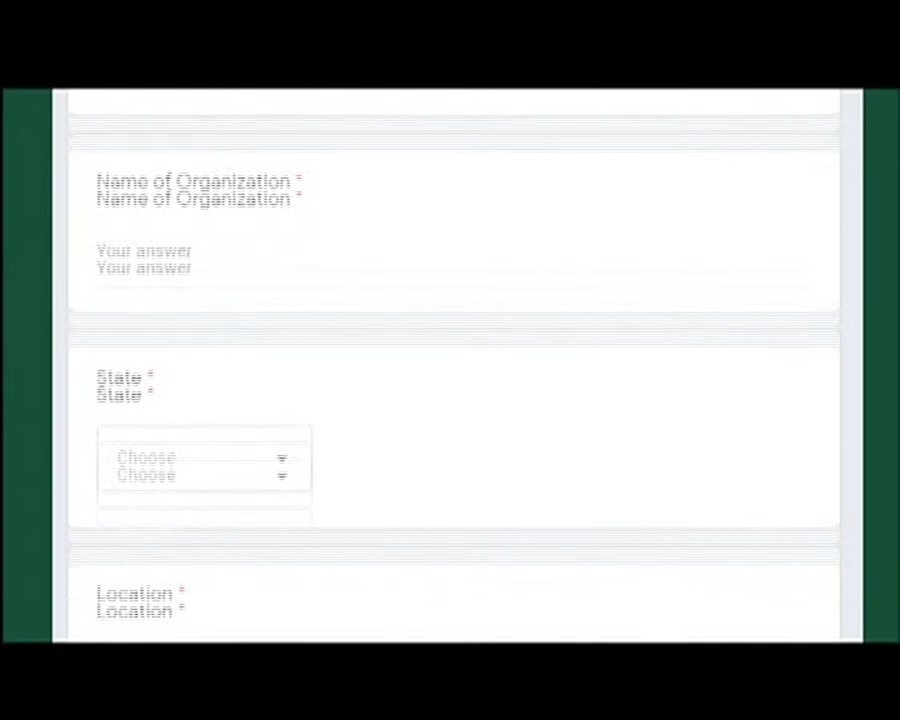 Name of Organization *
Your answer
State *
Choose
Location *